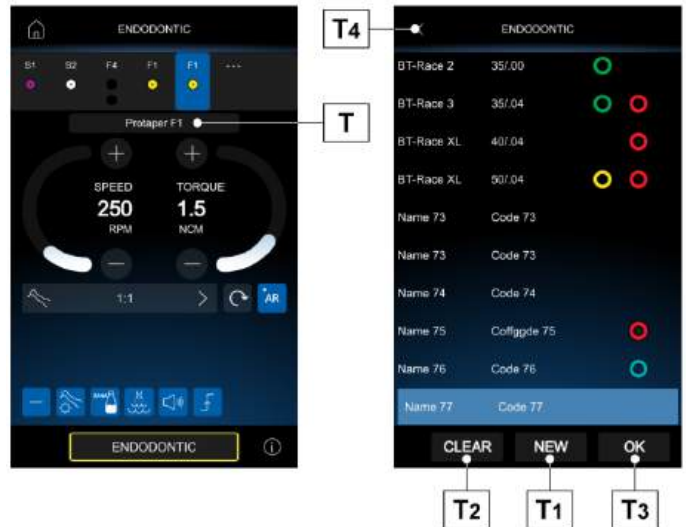 ENDODONTIC
S1 S2 F4 F1 F1 ...
Protaper F1
SPEED TORQUE
250 1.5
RPM NCM
1:1 AR
ENDODONTIC
T
T4
ENDODONTIC
BT-Race 2 35/.00
BT-Race 3 35/.04
BT-Race XL 40/.04
BT-Race XL 50/.04
Name 73 Code 73
Name 73 Code 73
Name 74 Code 74
Name 75 Coffggde 75
Name 76 Code 76
Name 77 Code 77
CLEAR NEW OK
T2 T1 T3